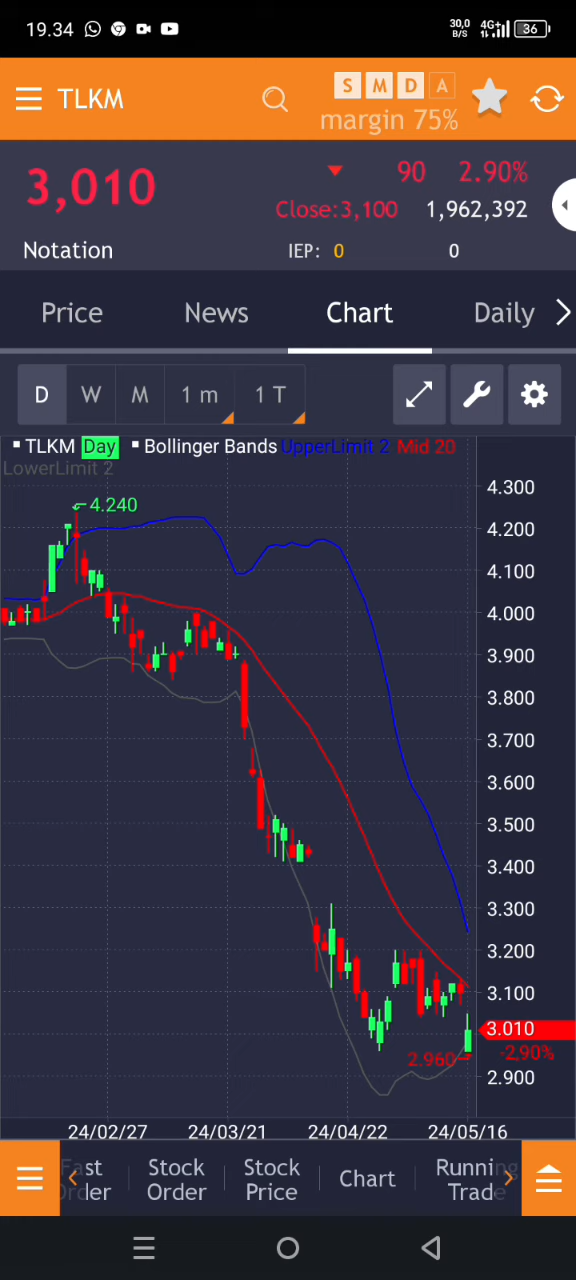 19.34
30,0
B/S
4G+
36
TLKM
S M D A
margin 75%
3,010
90 2.90%
Close:3,100 1,962,392
Notation IEP: 0 0
Price News Chart Daily
D W M 1 m 1 T
TLKM Day Bollinger Bands UpperLimit 2 Mid 20
LowerLimit 2
4.240
4.300
4.200
4.100
4.000
3.900
3.800
3.700
3.600
3.500
3.400
3.300
3.200
3.100
3.010
-2,90%
2.960
2.900
24/02/27 24/03/21 24/04/22 24/05/16
Stock
Order
Stock
Price
Chart
Running
Trade